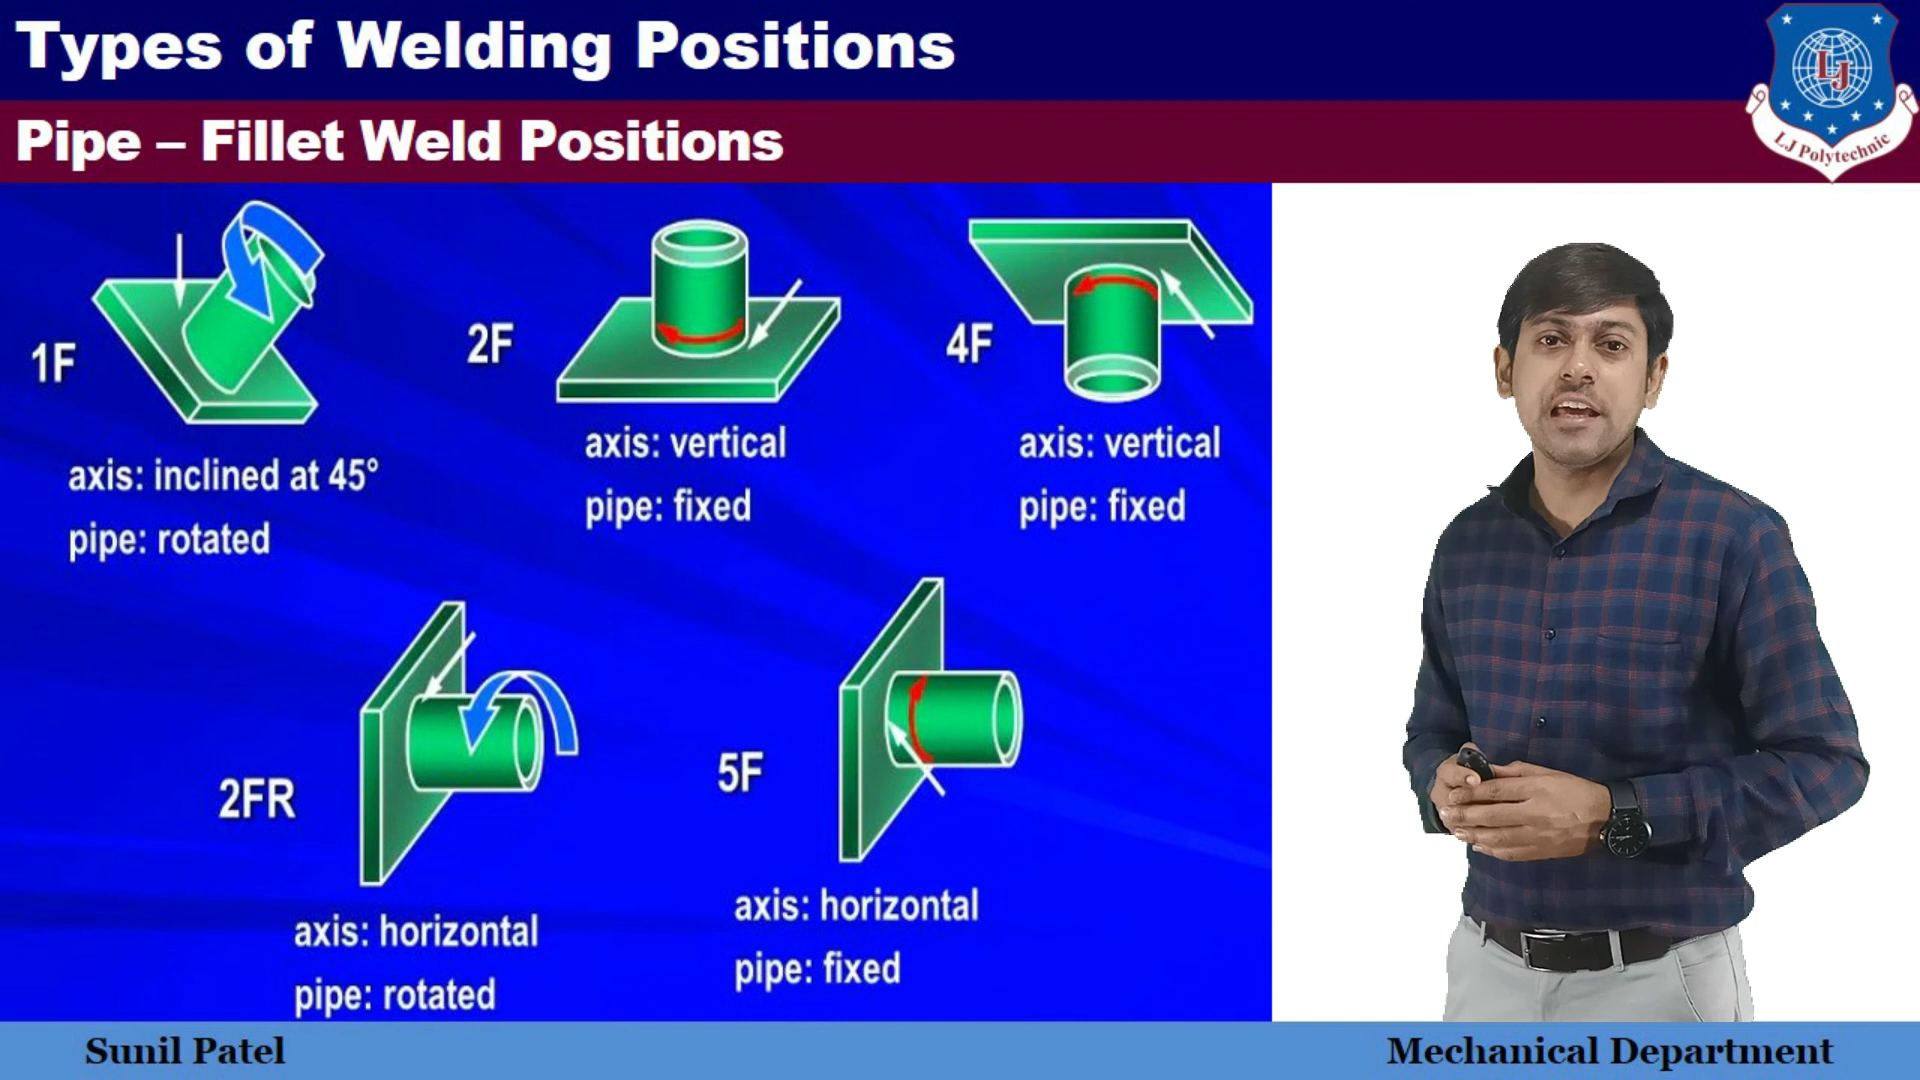 Types of Welding Positions
Pipe – Fillet Weld Positions
LJ
LJ Polytechnic
1F
axis: inclined at 45°
pipe: rotated
2F
axis: vertical
pipe: fixed
4F
axis: vertical
pipe: fixed
2FR
axis: horizontal
pipe: rotated
5F
axis: horizontal
pipe: fixed
Sunil Patel
Mechanical Department